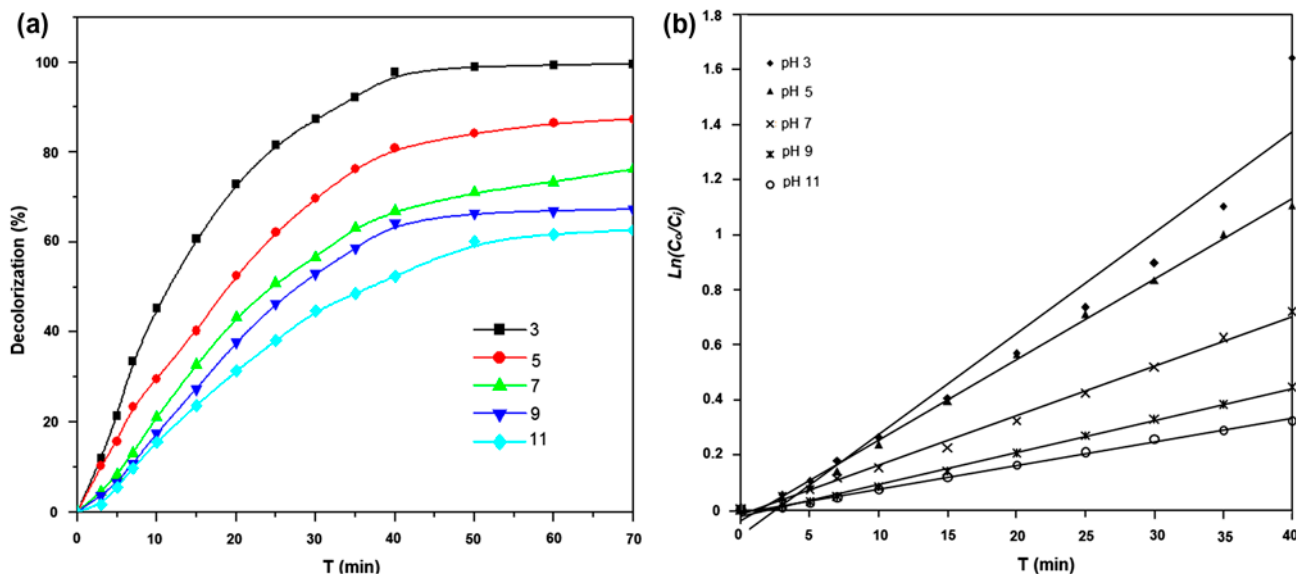 (a)
Decolorization (%)
100
80
60
40
20
0
0 10 20 30 40 50 60 70
T (min)
3
5
7
9
11
(b)
Ln(Co/Ci)
1.8
1.6
1.4
1.2
1
0.8
0.6
0.4
0.2
0
0 5 10 15 20 25 30 35 40
T (min)
pH 3
pH 5
pH 7
pH 9
pH 11